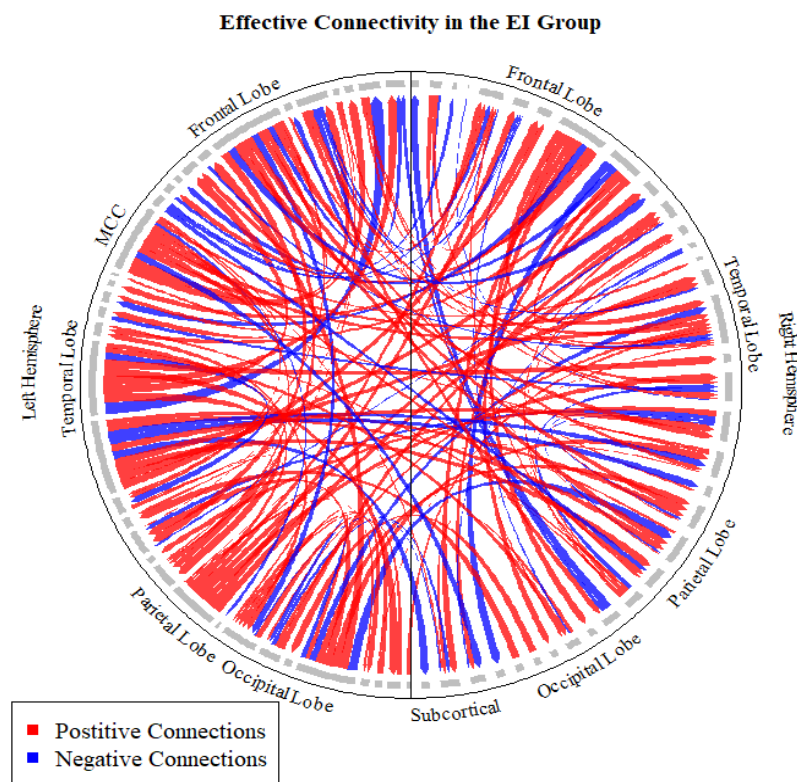 Effective Connectivity in the EI Group
Frontal Lobe
Frontal Lobe
MCC
Temporal Lobe
Left Hemisphere
Temporal Lobe
Right Hemisphere
Parietal Lobe
Parietal Lobe
Occipital Lobe
Occipital Lobe
Subcortical
Postitive Connections
Negative Connections